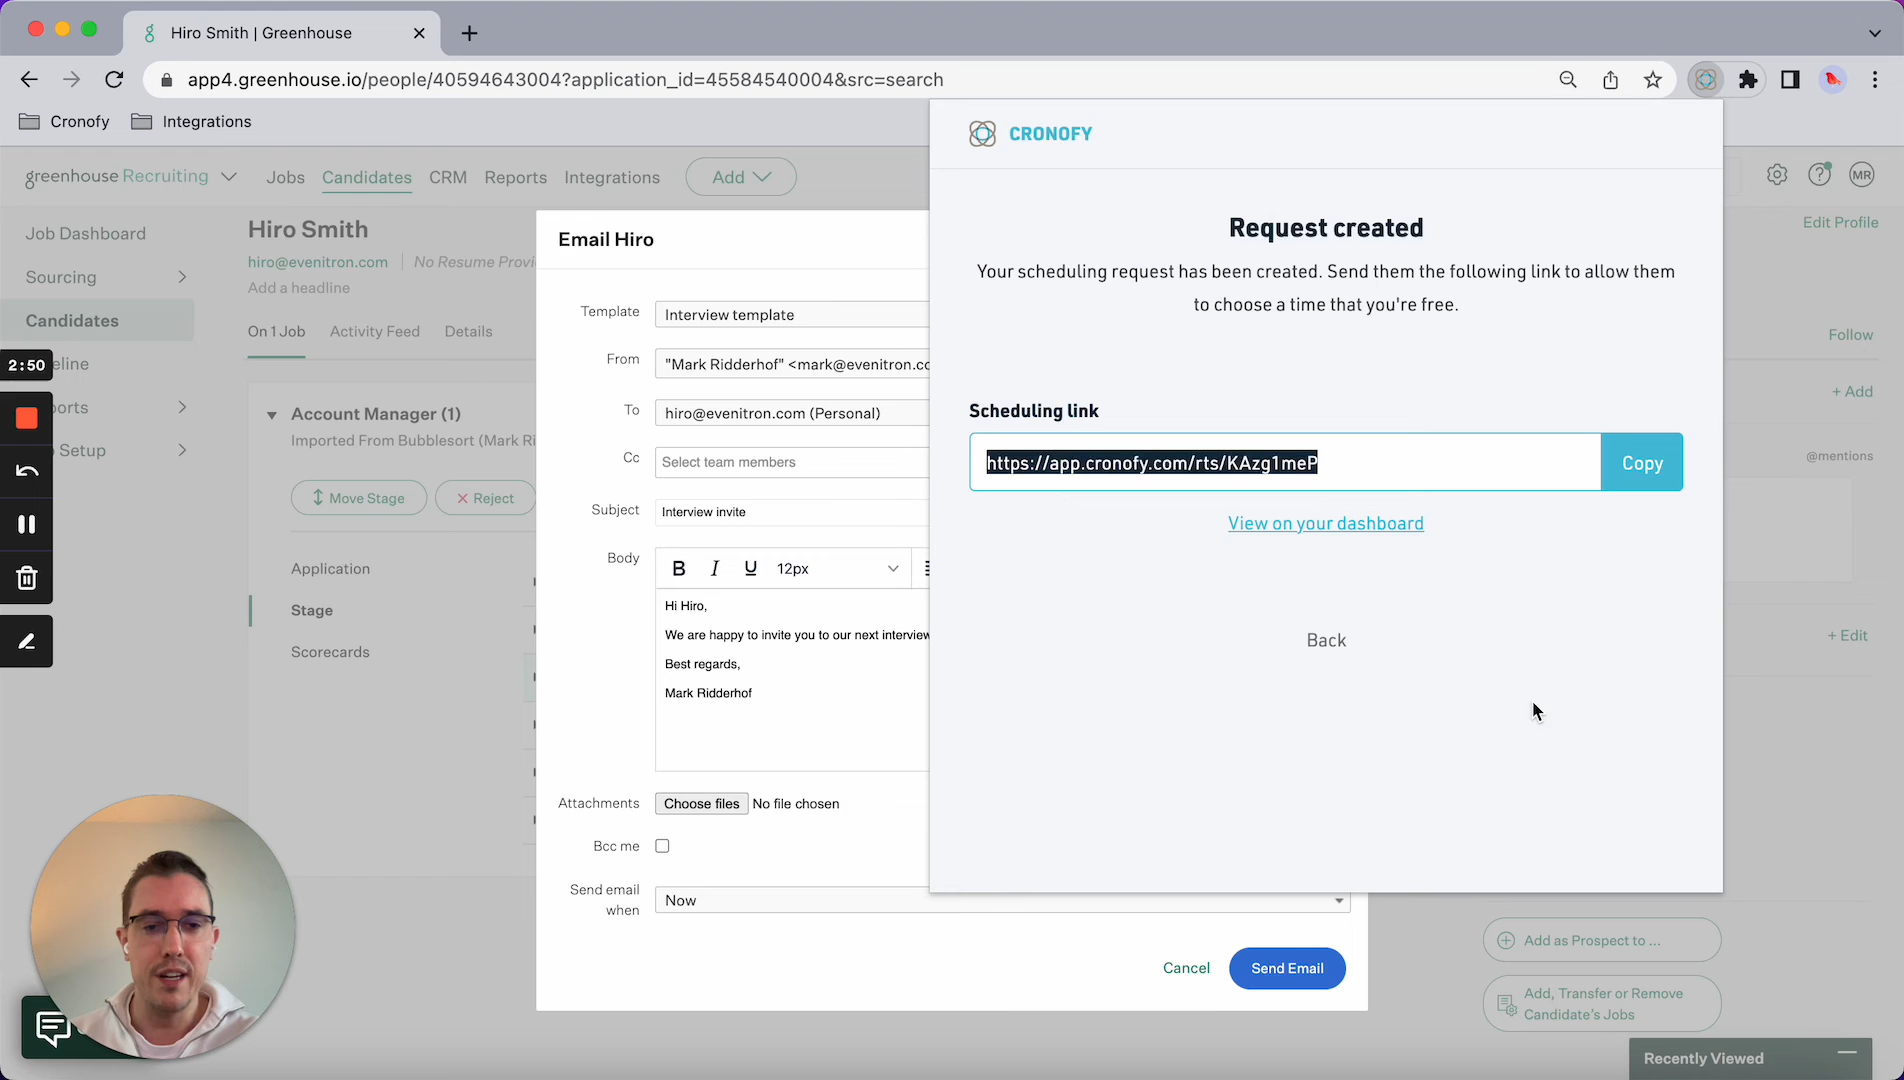 Hiro Smith | Greenhouse
app4.greenhouse.io/people/40594643004?application_id=45584540004&src=search
Cronofy
Integrations
CRONOFY
greenhouse Recruiting
Jobs
Candidates
CRM
Reports
Integrations
Add
MR
Job Dashboard
Sourcing
Candidates
eline
orts
Setup
2:50
Hiro Smith
hiro@evenitron.com
No Resume Provi
Add a headline
On 1 Job
Activity Feed
Details
Account Manager (1)
Imported From Bubblesort (Mark Ri
Move Stage
Reject
Application
Stage
Scorecards
Email Hiro
Template
Interview template
From
"Mark Ridderhof" <mark@evenitron.co
To
hiro@evenitron.com (Personal)
Cc
Select team members
Subject
Interview invite
Body
B I U 12px
Hi Hiro,
We are happy to invite you to our next interview
Best regards,
Mark Ridderhof
Attachments
Choose files No file chosen
Bcc me
Send email
when
Now
Cancel
Send Email
Request created
Your scheduling request has been created. Send them the following link to allow them
to choose a time that you're free.
Scheduling link
https://app.cronofy.com/rts/KAzg1meP
Copy
View on your dashboard
Back
Edit Profile
Follow
+ Add
@mentions
+ Edit
Add as Prospect to ...
Add, Transfer or Remove
Candidate's Jobs
Recently Viewed